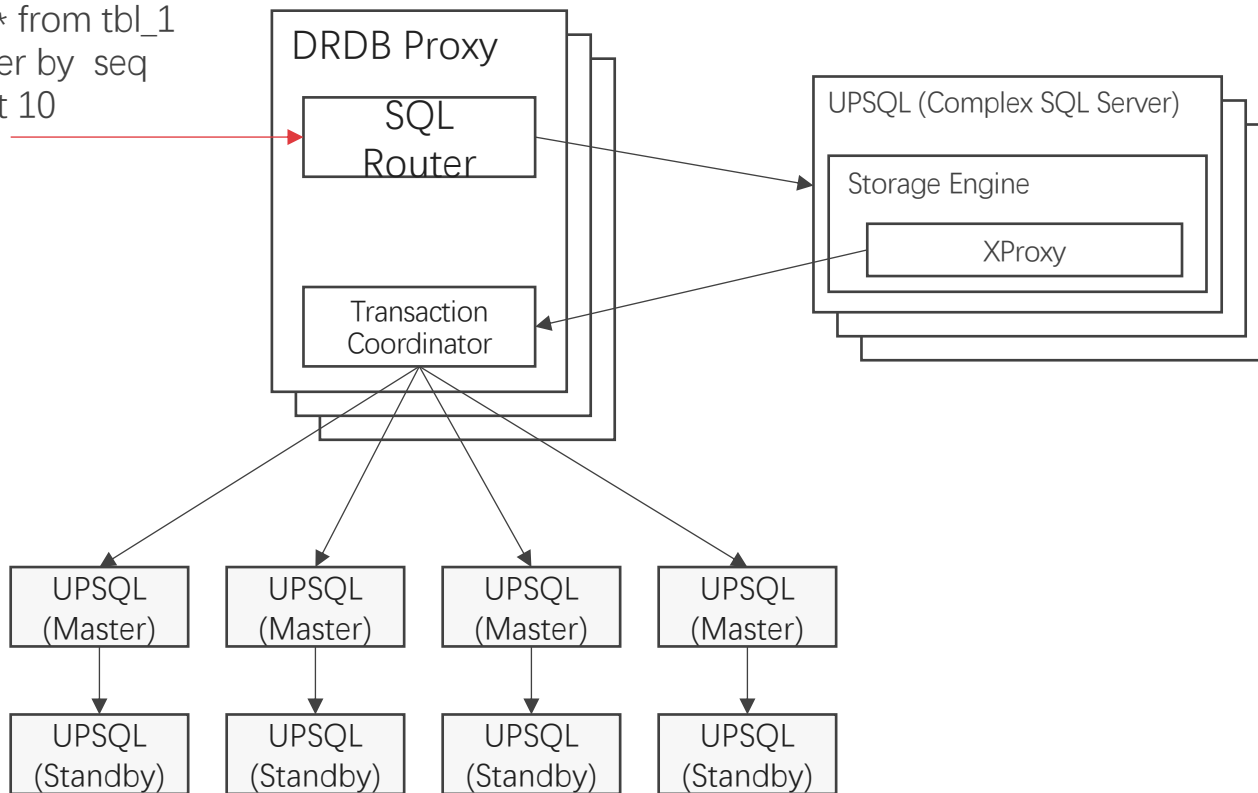 * from tbl_1
er by seq
t 10
DRDB Proxy
SQL
Router
Transaction
Coordinator
UPSQL (Complex SQL Server)
Storage Engine
XProxy
UPSQL
(Master)
UPSQL
(Master)
UPSQL
(Master)
UPSQL
(Master)
UPSQL
(Standby)
UPSQL
(Standby)
UPSQL
(Standby)
UPSQL
(Standby)